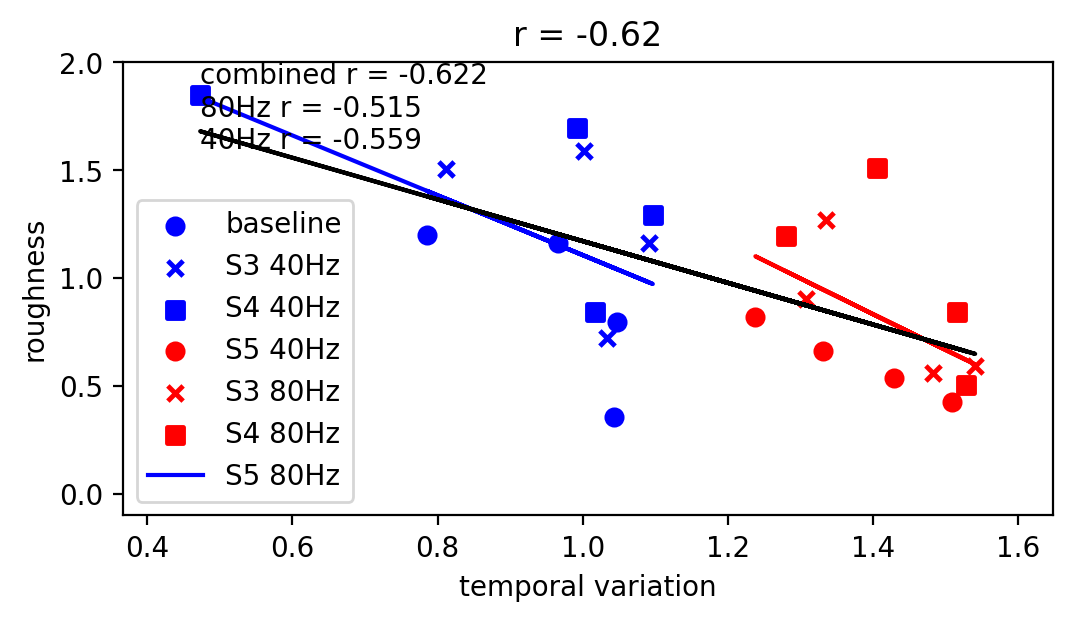 r = -0.62
combined r = -0.622
80Hz r = -0.515
40Hz r = -0.559
2.0
1.5
1.0
0.5
0.0
roughness
baseline
S3 40Hz
S4 40Hz
S5 40Hz
S3 80Hz
S4 80Hz
S5 80Hz
0.4 0.6 0.8 1.0 1.2 1.4 1.6
temporal variation